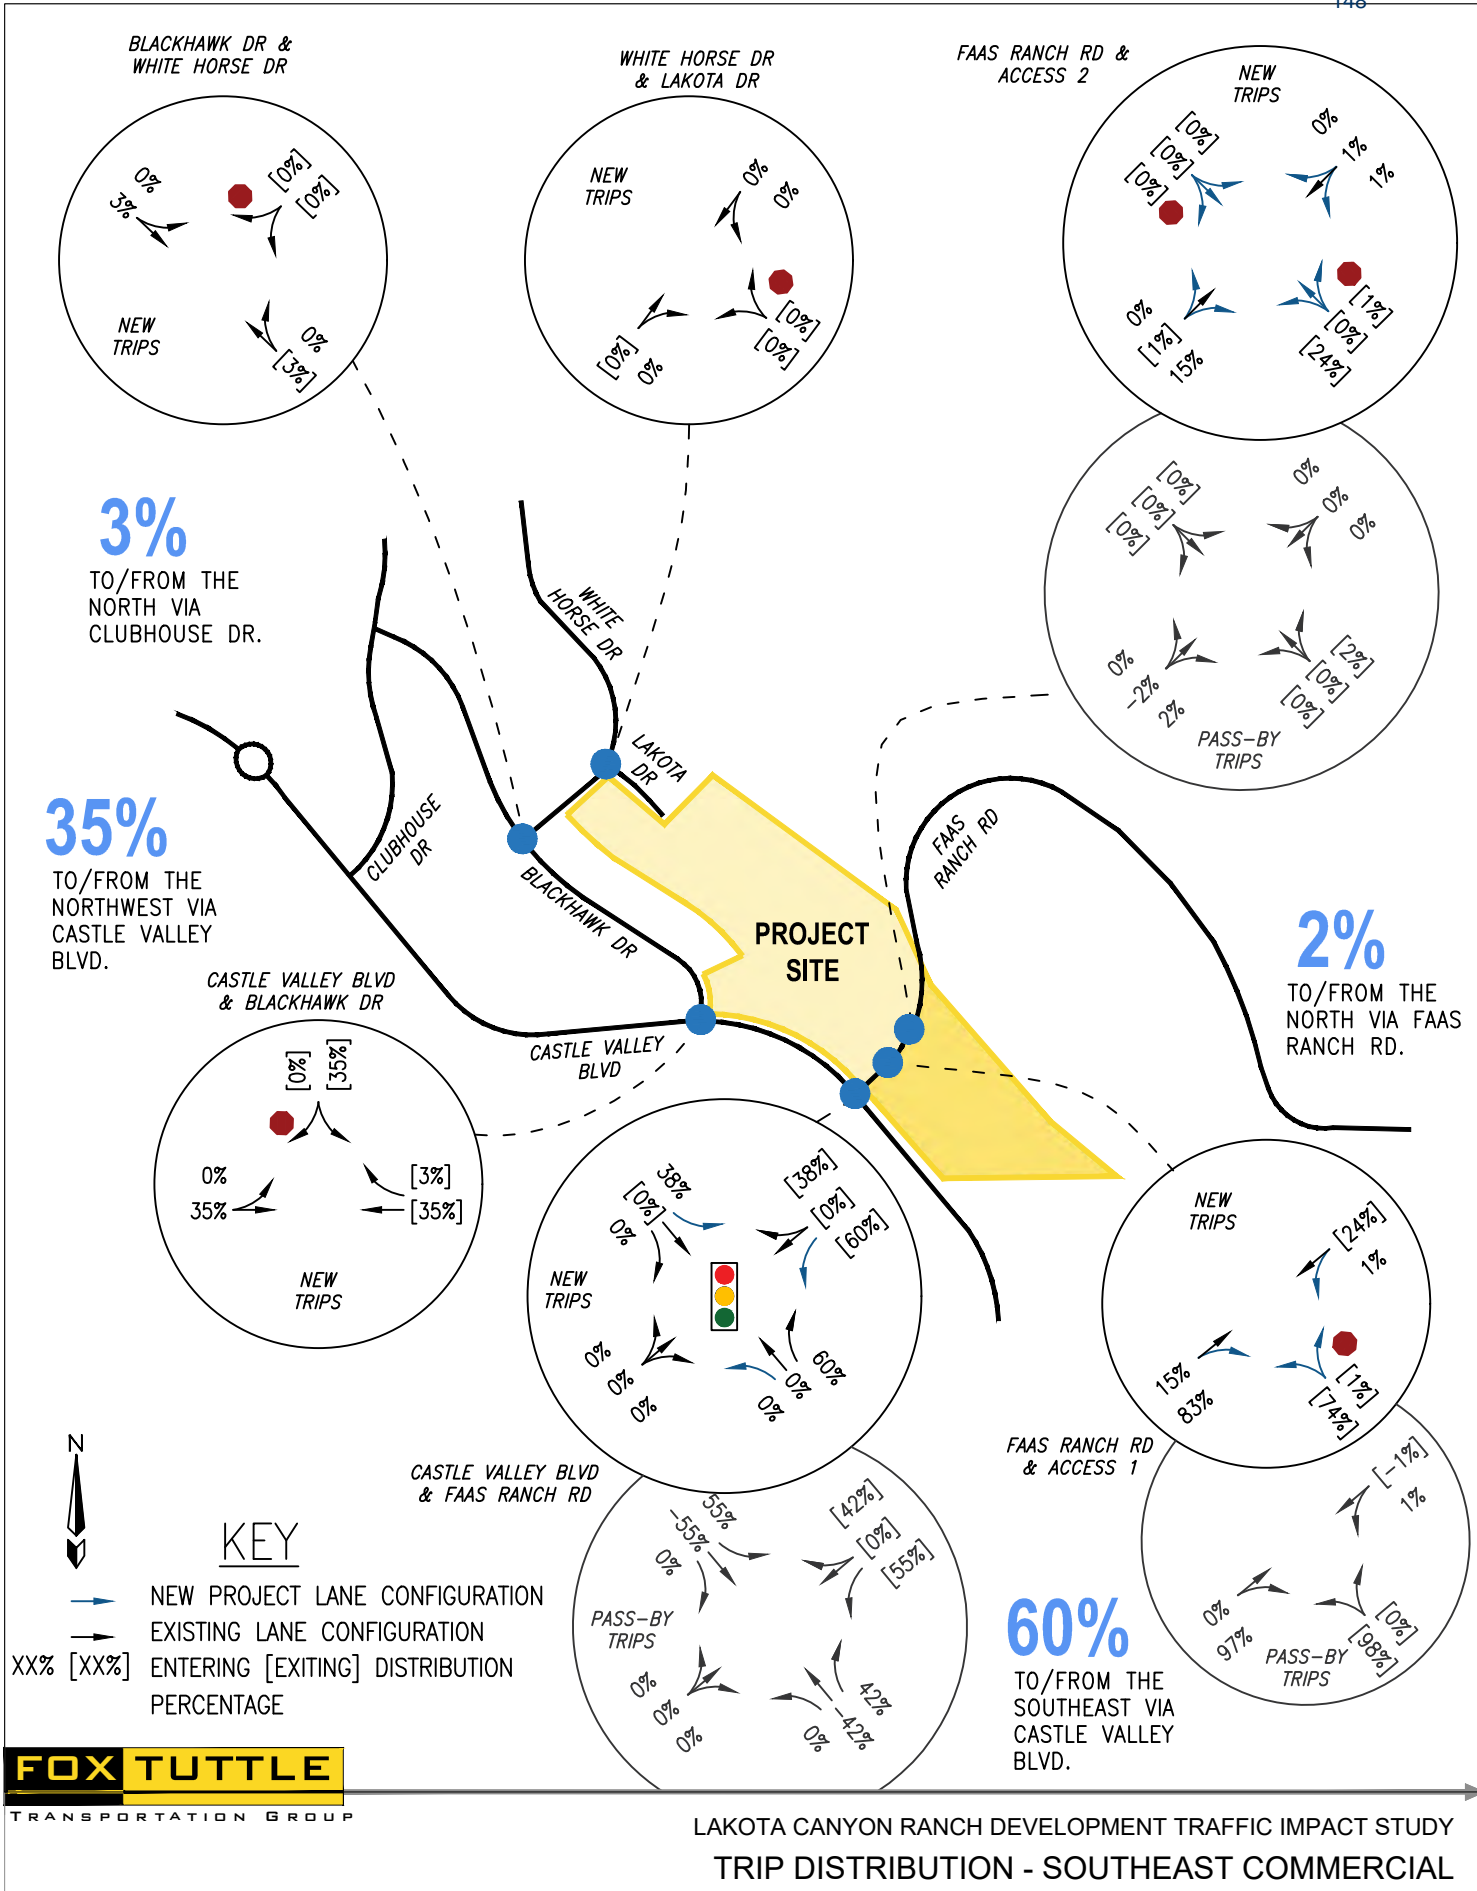 148
BLACKHAWK DR &
WHITE HORSE DR
0%
3%
[0%]
[0%]
NEW
TRIPS
0%
[3%]
WHITE HORSE DR
& LAKOTA DR
NEW
TRIPS
0%
0%
[0%]
[0%]
[0%]
0%
FAAS RANCH RD &
ACCESS 2
NEW
TRIPS
[0%]
[0%]
[0%]
0%
1%
1%
0%
[1%]
15%
[1%]
[0%]
[24%]
[0%]
[0%]
[0%]
0%
0%
0%
0%
-2%
2%
[2%]
[0%]
[0%]
PASS-BY
TRIPS
3%
TO/FROM THE
NORTH VIA
CLUBHOUSE DR.
WHITE
HORSE DR
LAKOTA
DR
CLUBHOUSE
DR
BLACKHAWK DR
FAAS
RANCH RD
PROJECT
SITE
35%
TO/FROM THE
NORTHWEST VIA
CASTLE VALLEY
BLVD.
2%
TO/FROM THE
NORTH VIA FAAS
RANCH RD.
CASTLE VALLEY BLVD
& BLACKHAWK DR
[0%]
[35%]
0%
35%
[3%]
[35%]
NEW
TRIPS
CASTLE VALLEY
BLVD
38%
[0%]
0%
[38%]
[0%]
[60%]
NEW
TRIPS
0%
0%
0%
60%
0%
0%
CASTLE VALLEY BLVD
& FAAS RANCH RD
55%
-55%
0%
[42%]
[0%]
[55%]
PASS-BY
TRIPS
0%
0%
0%
42%
-42%
0%
NEW
TRIPS
[24%]
1%
15%
83%
[1%]
[74%]
FAAS RANCH RD
& ACCESS 1
[-1%]
1%
0%
97%
[0%]
[98%]
PASS-BY
TRIPS
60%
TO/FROM THE
SOUTHEAST VIA
CASTLE VALLEY
BLVD.
N
KEY
NEW PROJECT LANE CONFIGURATION
EXISTING LANE CONFIGURATION
XX% [XX%] ENTERING [EXITING] DISTRIBUTION
PERCENTAGE
FOX TUTTLE
TRANSPORTATION GROUP
LAKOTA CANYON RANCH DEVELOPMENT TRAFFIC IMPACT STUDY
TRIP DISTRIBUTION - SOUTHEAST COMMERCIAL